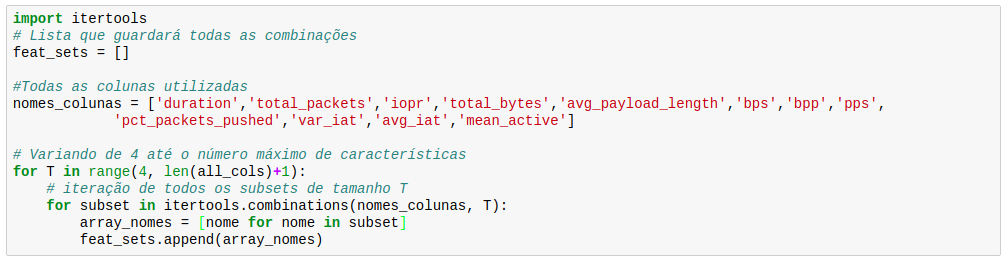 import itertools
# Lista que guardará todas as combinações
feat_sets = []
#Todas as colunas utilizadas
nomes_colunas = ['duration','total_packets','iopr','total_bytes','avg_payload_length','bps','bpp','pps',
'pct_packets_pushed','var_iat','avg_iat','mean_active']
# Variando de 4 até o número máximo de características
for T in range(4, len(all_cols)+1):
# iteração de todos os subsets de tamanho T
for subset in itertools.combinations(nomes_colunas, T):
array_nomes = [nome for nome in subset]
feat_sets.append(array_nomes)